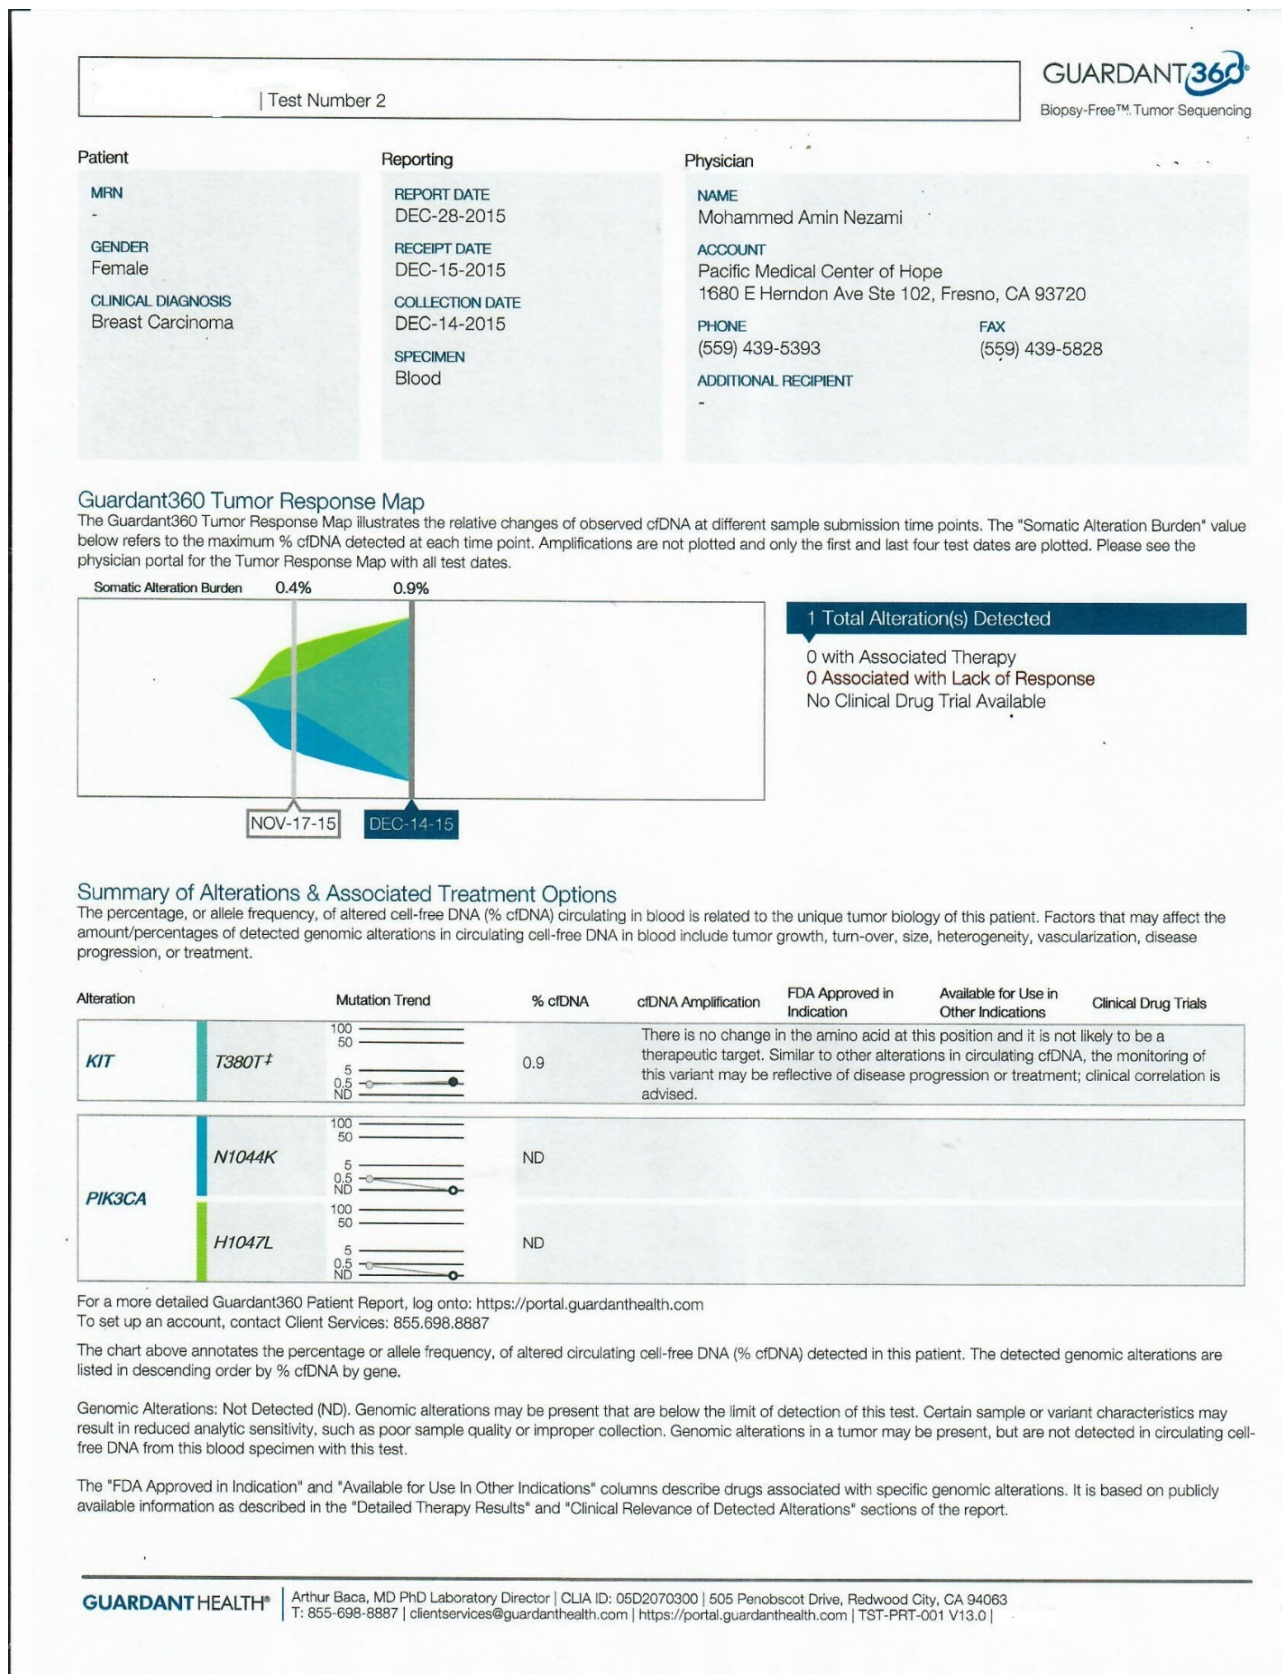 | Test Number 2
GUARDANT360®
Biopsy-Free™ Tumor Sequencing
Patient
MRN
-
GENDER
Female
CLINICAL DIAGNOSIS
Breast Carcinoma
Reporting
REPORT DATE
DEC-28-2015
RECEIPT DATE
DEC-15-2015
COLLECTION DATE
DEC-14-2015
SPECIMEN
Blood
Physician
NAME
Mohammed Amin Nezami
ACCOUNT
Pacific Medical Center of Hope
1680 E Herndon Ave Ste 102, Fresno, CA 93720
PHONE
(559) 439-5393
FAX
(559) 439-5828
ADDITIONAL RECIPIENT
-
Guardant360 Tumor Response Map
The Guardant360 Tumor Response Map illustrates the relative changes of observed cfDNA at different sample submission time points. The "Somatic Alteration Burden" value
below refers to the maximum % cfDNA detected at each time point. Amplifications are not plotted and only the first and last four test dates are plotted. Please see the
physician portal for the Tumor Response Map with all test dates.
Somatic Alteration Burden 0.4% 0.9%
NOV-17-15 DEC-14-15
1 Total Alteration(s) Detected
0 with Associated Therapy
0 Associated with Lack of Response
No Clinical Drug Trial Available
Summary of Alterations & Associated Treatment Options
The percentage, or allele frequency, of altered cell-free DNA (% cfDNA) circulating in blood is related to the unique tumor biology of this patient. Factors that may affect the
amount/percentages of detected genomic alterations in circulating cell-free DNA in blood include tumor growth, turn-over, size, heterogeneity, vascularization, disease
progression, or treatment.
Alteration Mutation Trend % cfDNA cfDNA Amplification FDA Approved in Indication Available for Use in Other Indications Clinical Drug Trials
KIT T380T‡
100
50
5
0.5
ND
0.9
There is no change in the amino acid at this position and it is not likely to be a
therapeutic target. Similar to other alterations in circulating cfDNA, the monitoring of
this variant may be reflective of disease progression or treatment; clinical correlation is
advised.
PIK3CA
N1044K
100
50
5
0.5
ND
ND
H1047L
100
50
5
0.5
ND
ND
For a more detailed Guardant360 Patient Report, log onto: https://portal.guardanthealth.com
To set up an account, contact Client Services: 855.698.8887
The chart above annotates the percentage or allele frequency, of altered circulating cell-free DNA (% cfDNA) detected in this patient. The detected genomic alterations are
listed in descending order by % cfDNA by gene.
Genomic Alterations: Not Detected (ND). Genomic alterations may be present that are below the limit of detection of this test. Certain sample or variant characteristics may
result in reduced analytic sensitivity, such as poor sample quality or improper collection. Genomic alterations in a tumor may be present, but are not detected in circulating cell-
free DNA from this blood specimen with this test.
The "FDA Approved in Indication" and "Available for Use In Other Indications" columns describe drugs associated with specific genomic alterations. It is based on publicly
available information as described in the "Detailed Therapy Results" and "Clinical Relevance of Detected Alterations" sections of the report.
GUARDANT HEALTH®
Arthur Baca, MD PhD Laboratory Director | CLIA ID: 05D2070300 | 505 Penobscot Drive, Redwood City, CA 94063
T: 855-698-8887 | clientservices@guardanthealth.com | https://portal.guardanthealth.com | TST-PRT-001 V13.0 |